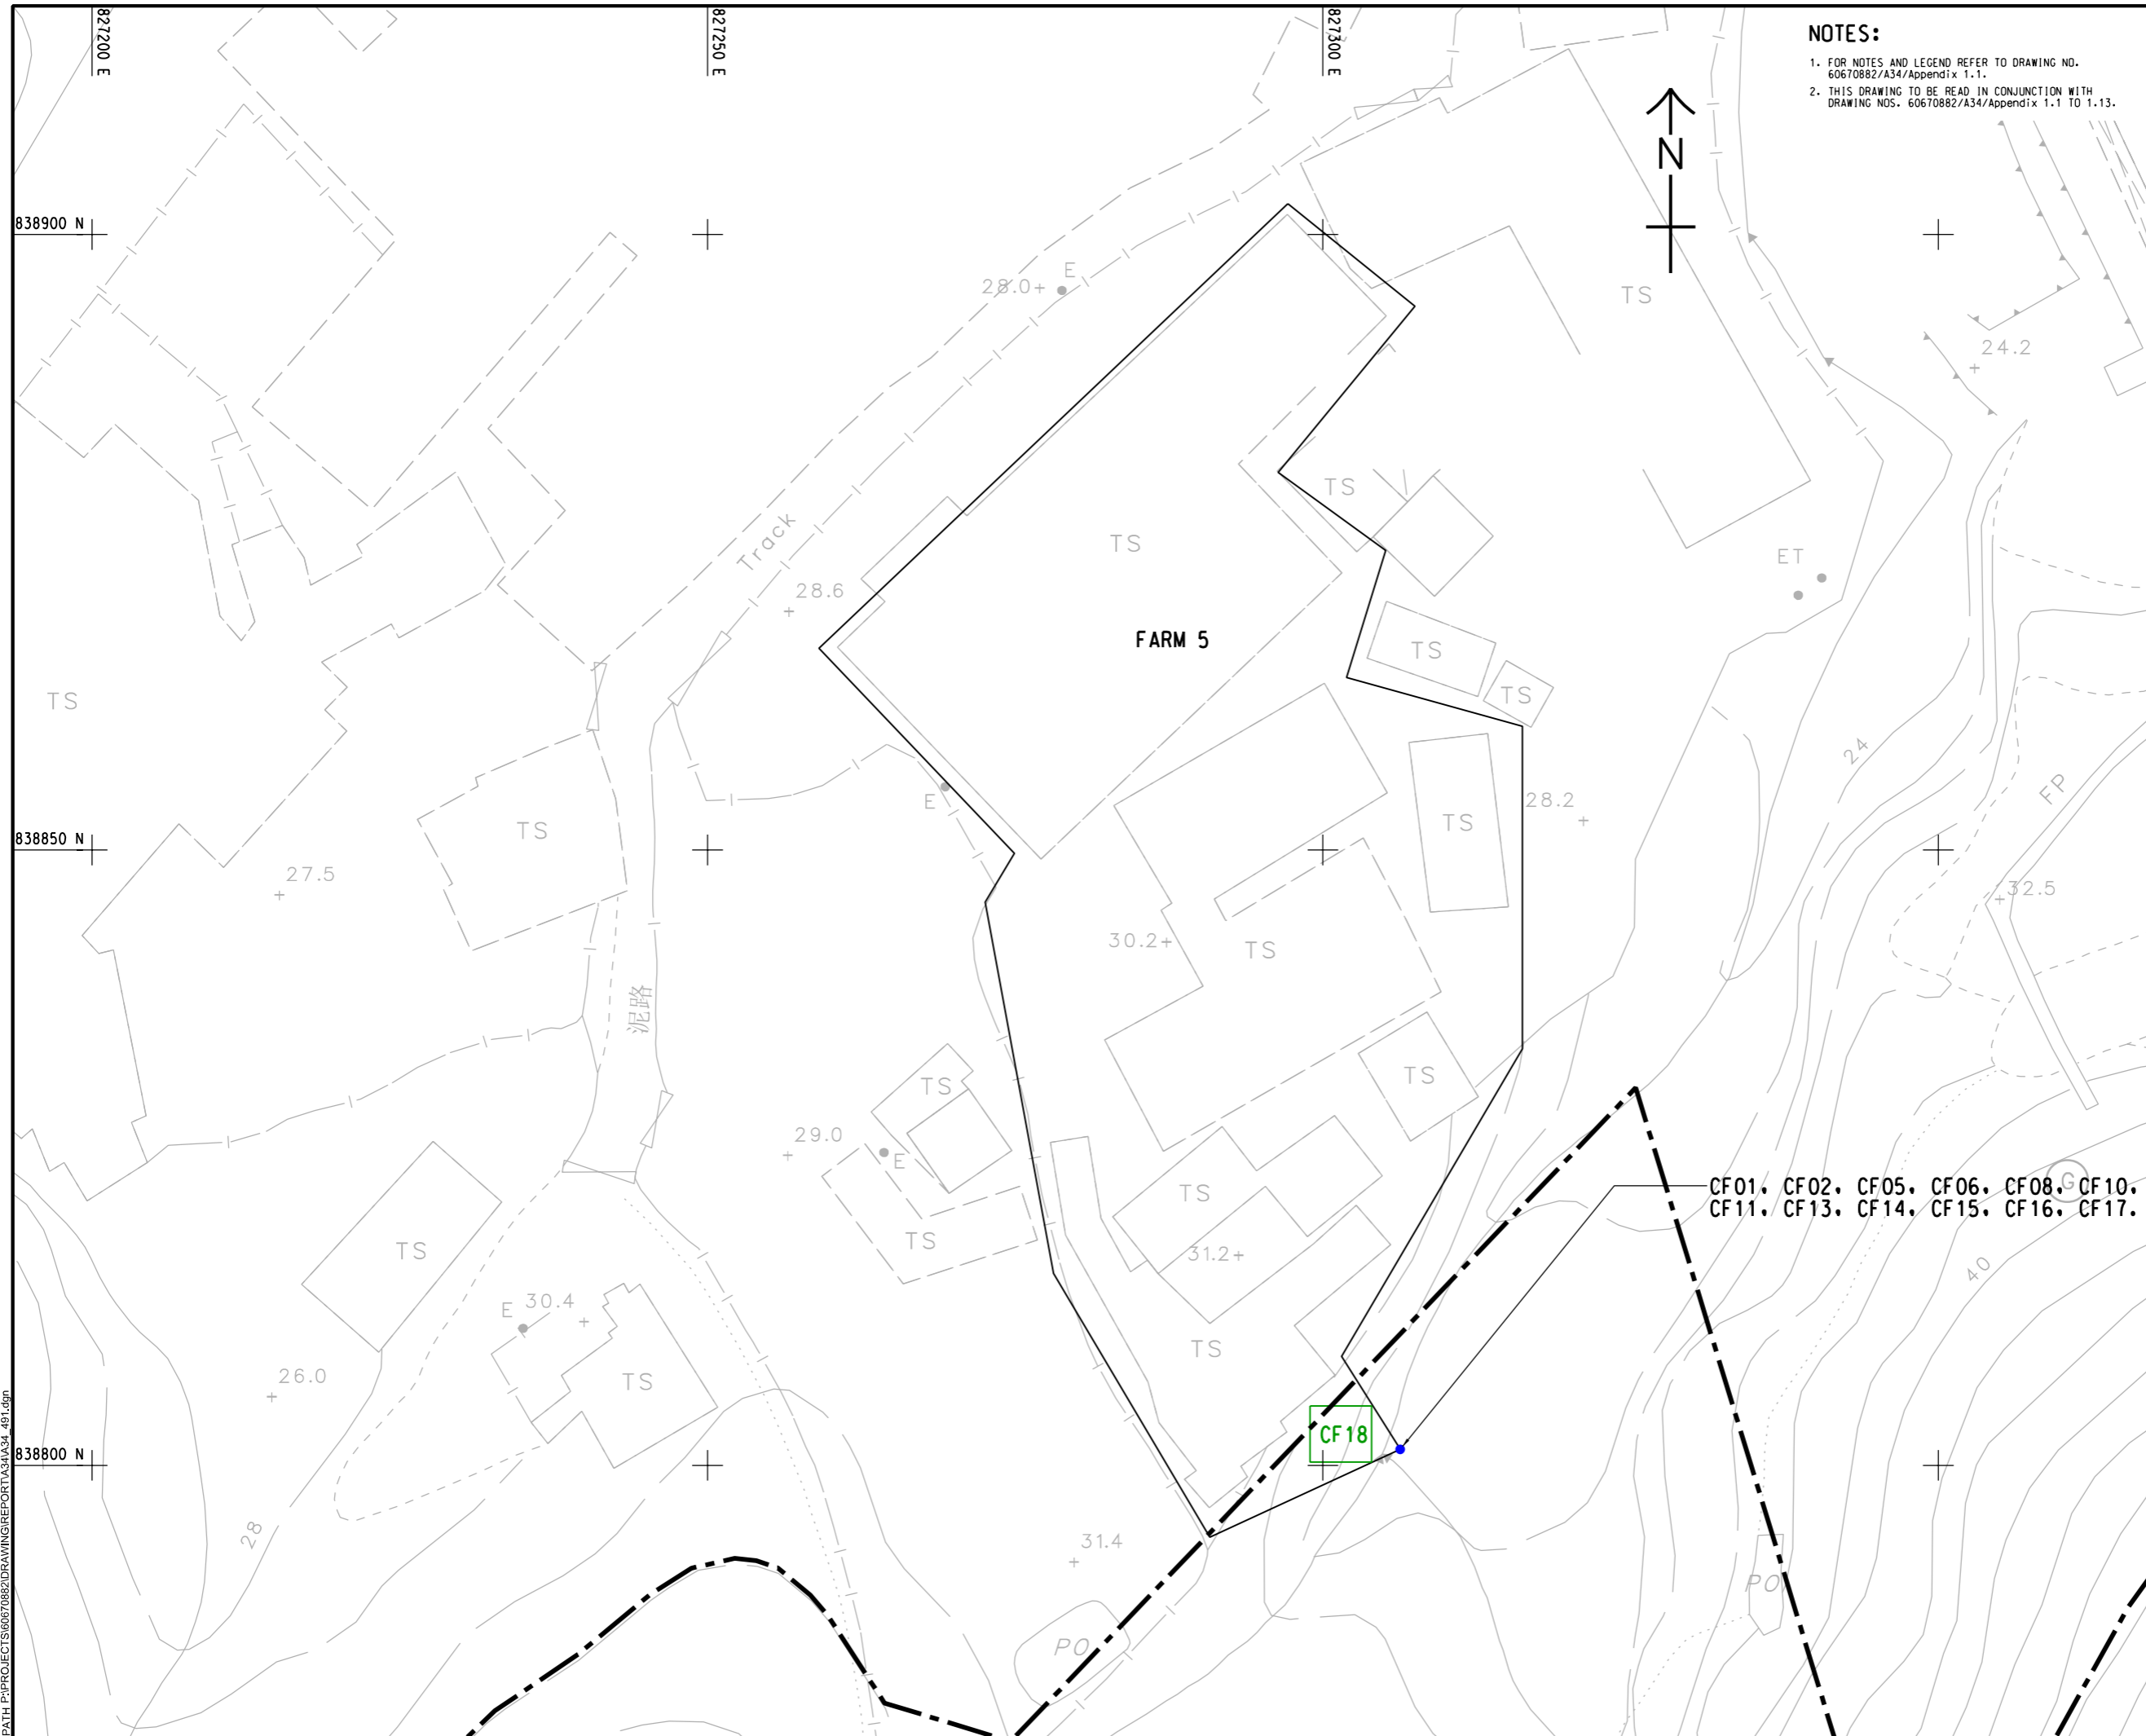 827200 E
827250 E
827300 E
NOTES:
1. FOR NOTES AND LEGEND REFER TO DRAWING NO.
60670882/A34/Appendix 1.1.
2. THIS DRAWING TO BE READ IN CONJUNCTION WITH
DRAWING NOS. 60670882/A34/Appendix 1.1 TO 1.13.
N
838900 N
E
28.0+
TS
24.2
TS
Track
TS
ET
28.6
FARM 5
TS
TS
TS
24
FP
E
28.2
TS
TS
838850 N
27.5
32.5
30.2+
TS
泥路
TS
TS
29.0
E
G
CF01, CF02, CF05, CF06, CF08, CF10,
CF11, CF13, CF14, CF15, CF16, CF17.
TS
TS
TS
31.2+
40
E
30.4
TS
26.0
TS
CF18
838800 N
28
31.4
PO
PO
PATH P:\PROJECTS\60670882\DRAWING\REPORT\A34\A34_491.dgn